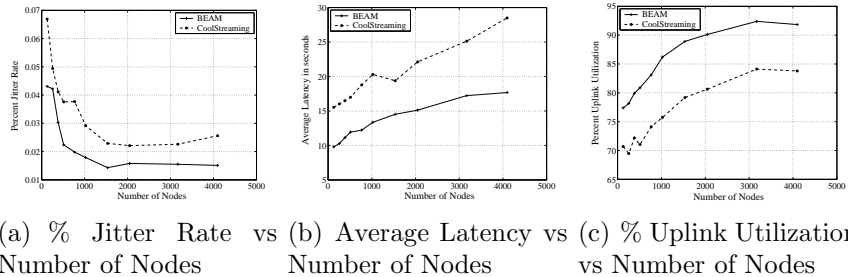 0.07
0.06
0.05
0.04
0.03
0.02
0.01
0 1000 2000 3000 4000 5000
Percent Jitter Rate
Number of Nodes
BEAM
CoolStreaming
30
25
20
15
10
5
0 1000 2000 3000 4000 5000
Average Latency in seconds
Number of Nodes
BEAM
CoolStreaming
95
90
85
80
75
70
65
0 1000 2000 3000 4000 5000
Percent Uplink Utilization
Number of Nodes
BEAM
CoolStreaming
(a) % Jitter Rate vs
Number of Nodes
(b) Average Latency vs
Number of Nodes
(c) % Uplink Utilization
vs Number of Nodes